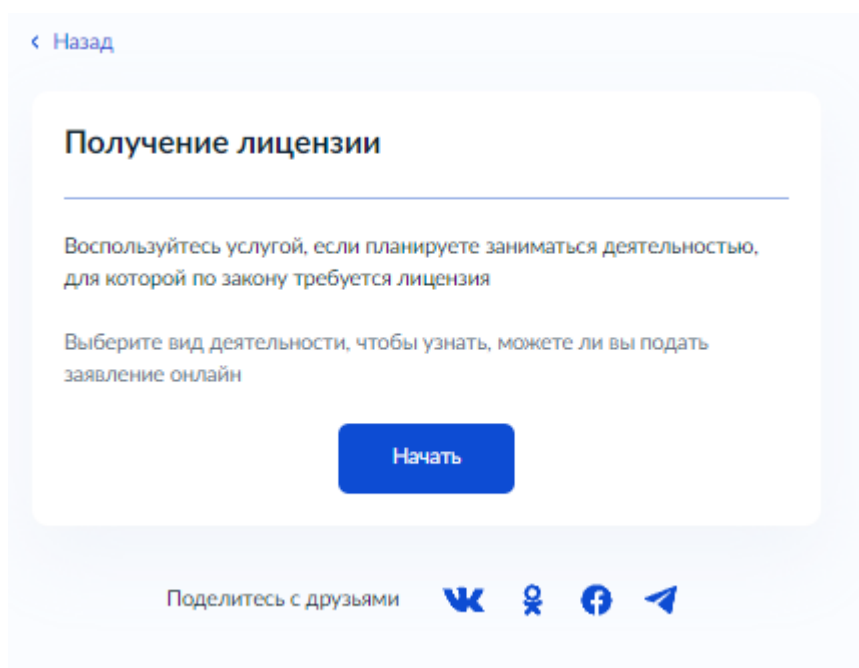 Назад
Получение лицензии
Воспользуйтесь услугой, если планируете заниматься деятельностью,
для которой по закону требуется лицензия
Выберите вид деятельности, чтобы узнать, можете ли вы подать
заявление онлайн
Начать
Поделитесь с друзьями